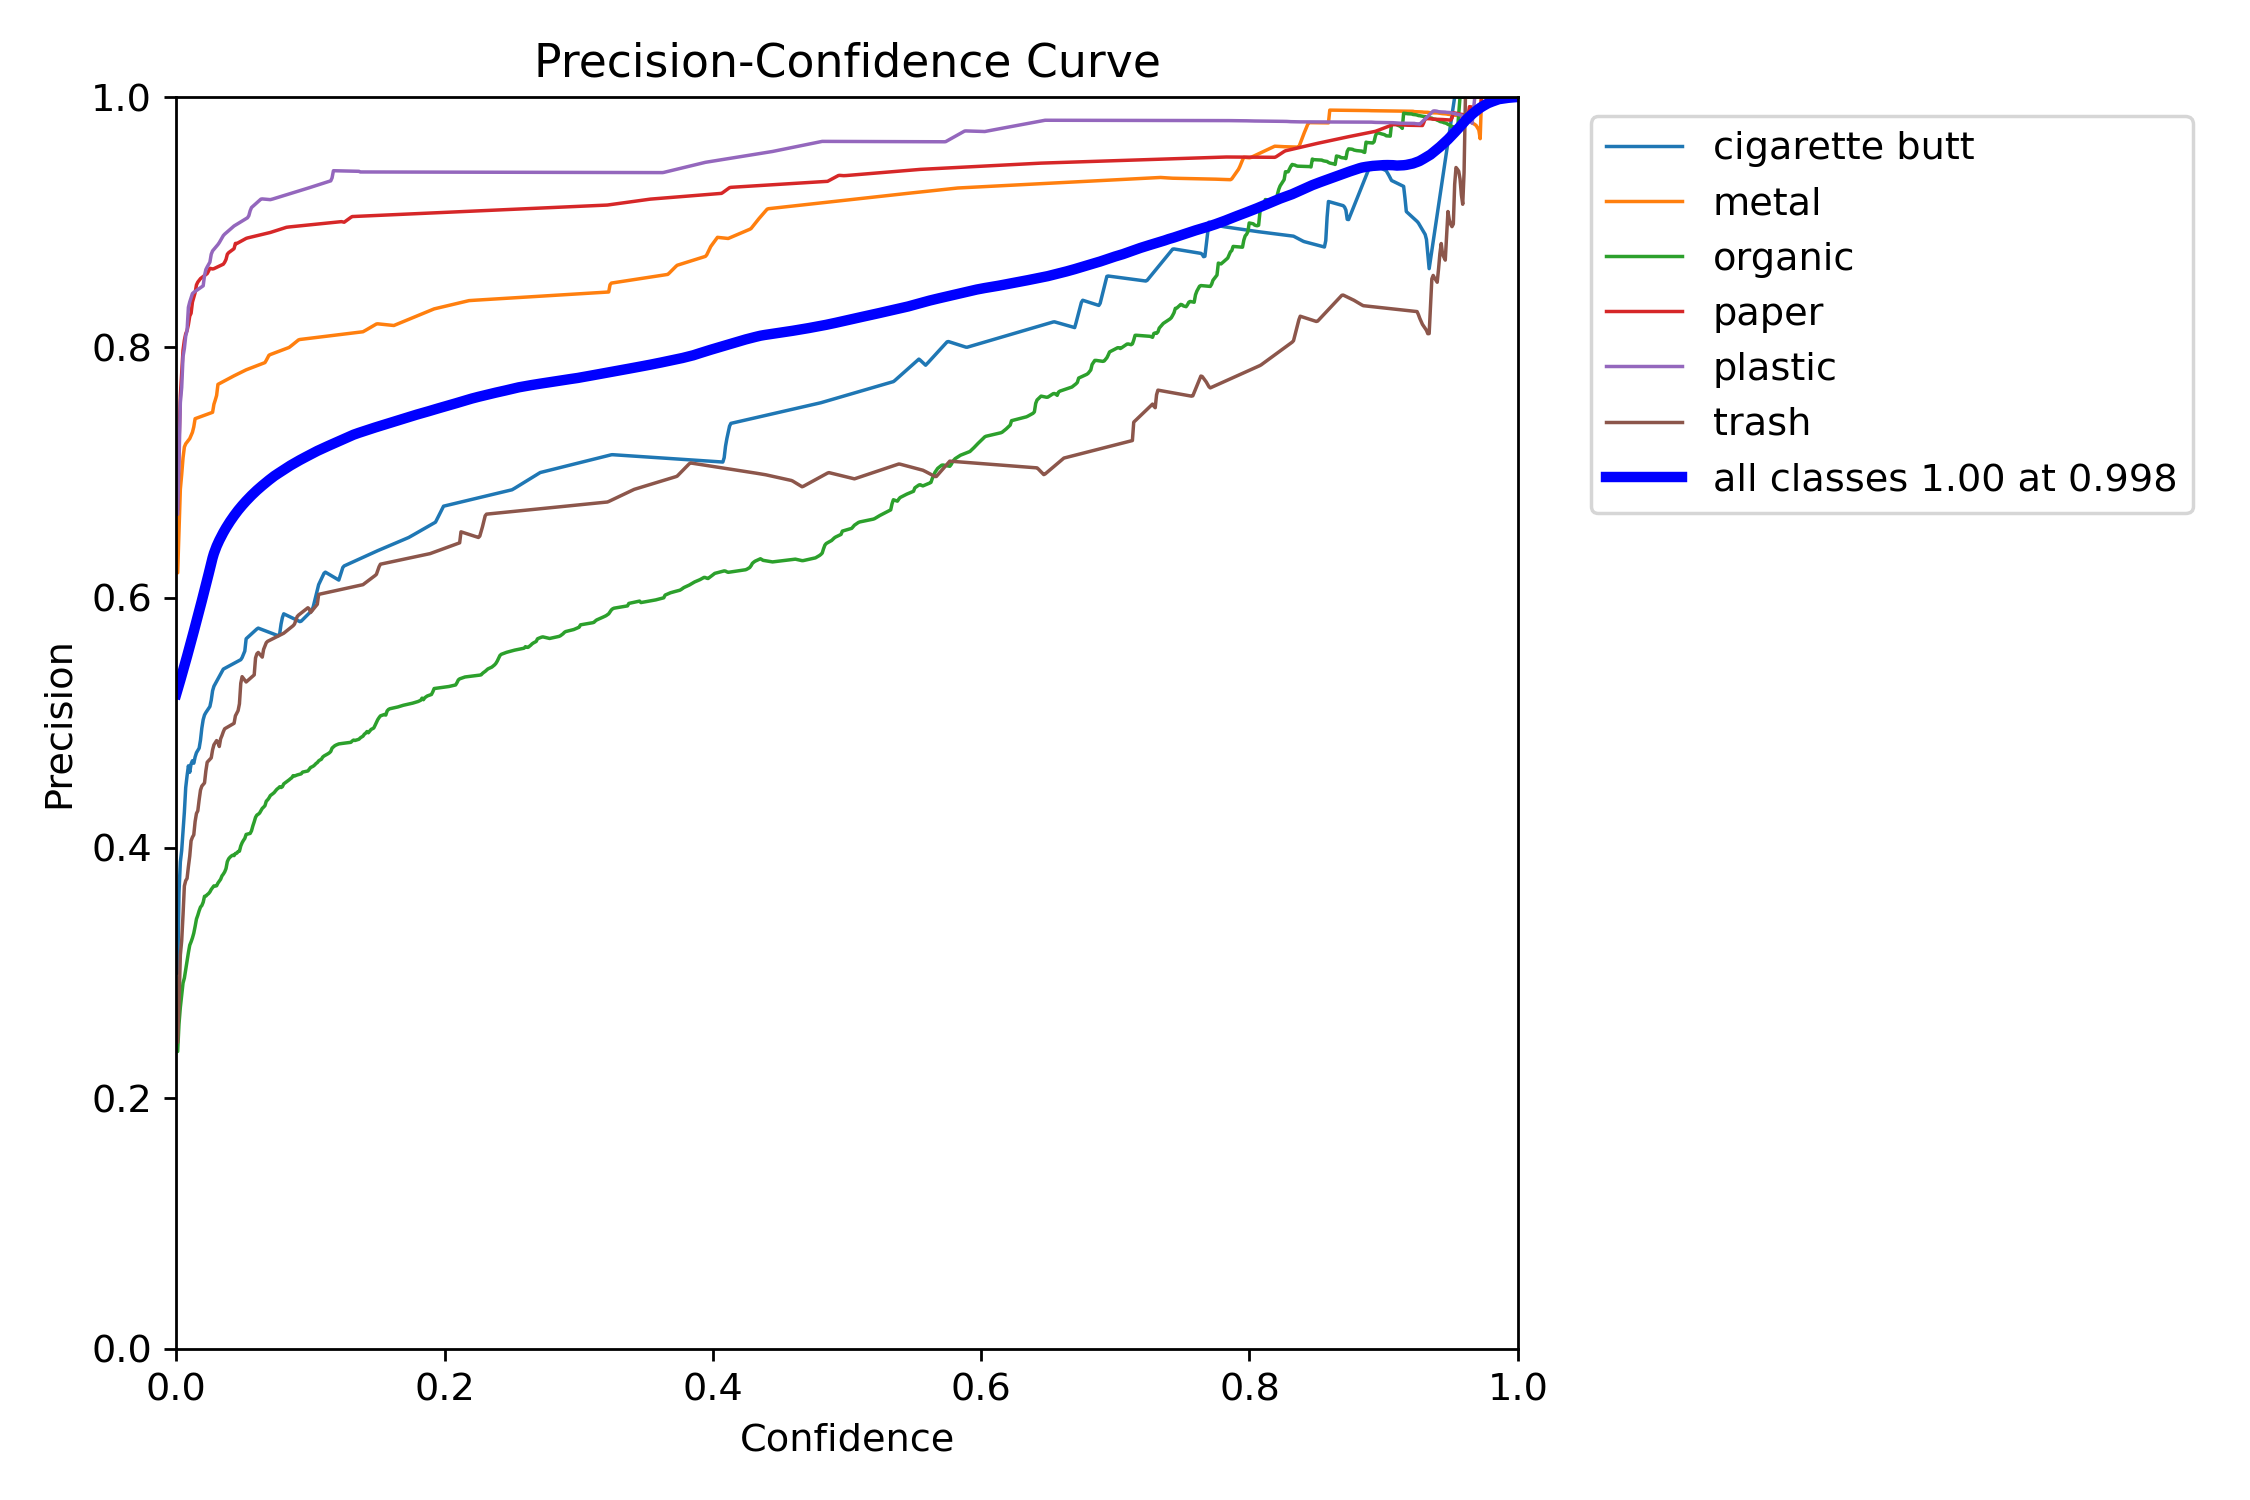 Precision-Confidence Curve
1.0
0.8
0.6
0.4
0.2
0.0
Precision
0.0 0.2 0.4 0.6 0.8 1.0
Confidence
cigarette butt
metal
organic
paper
plastic
trash
all classes 1.00 at 0.998